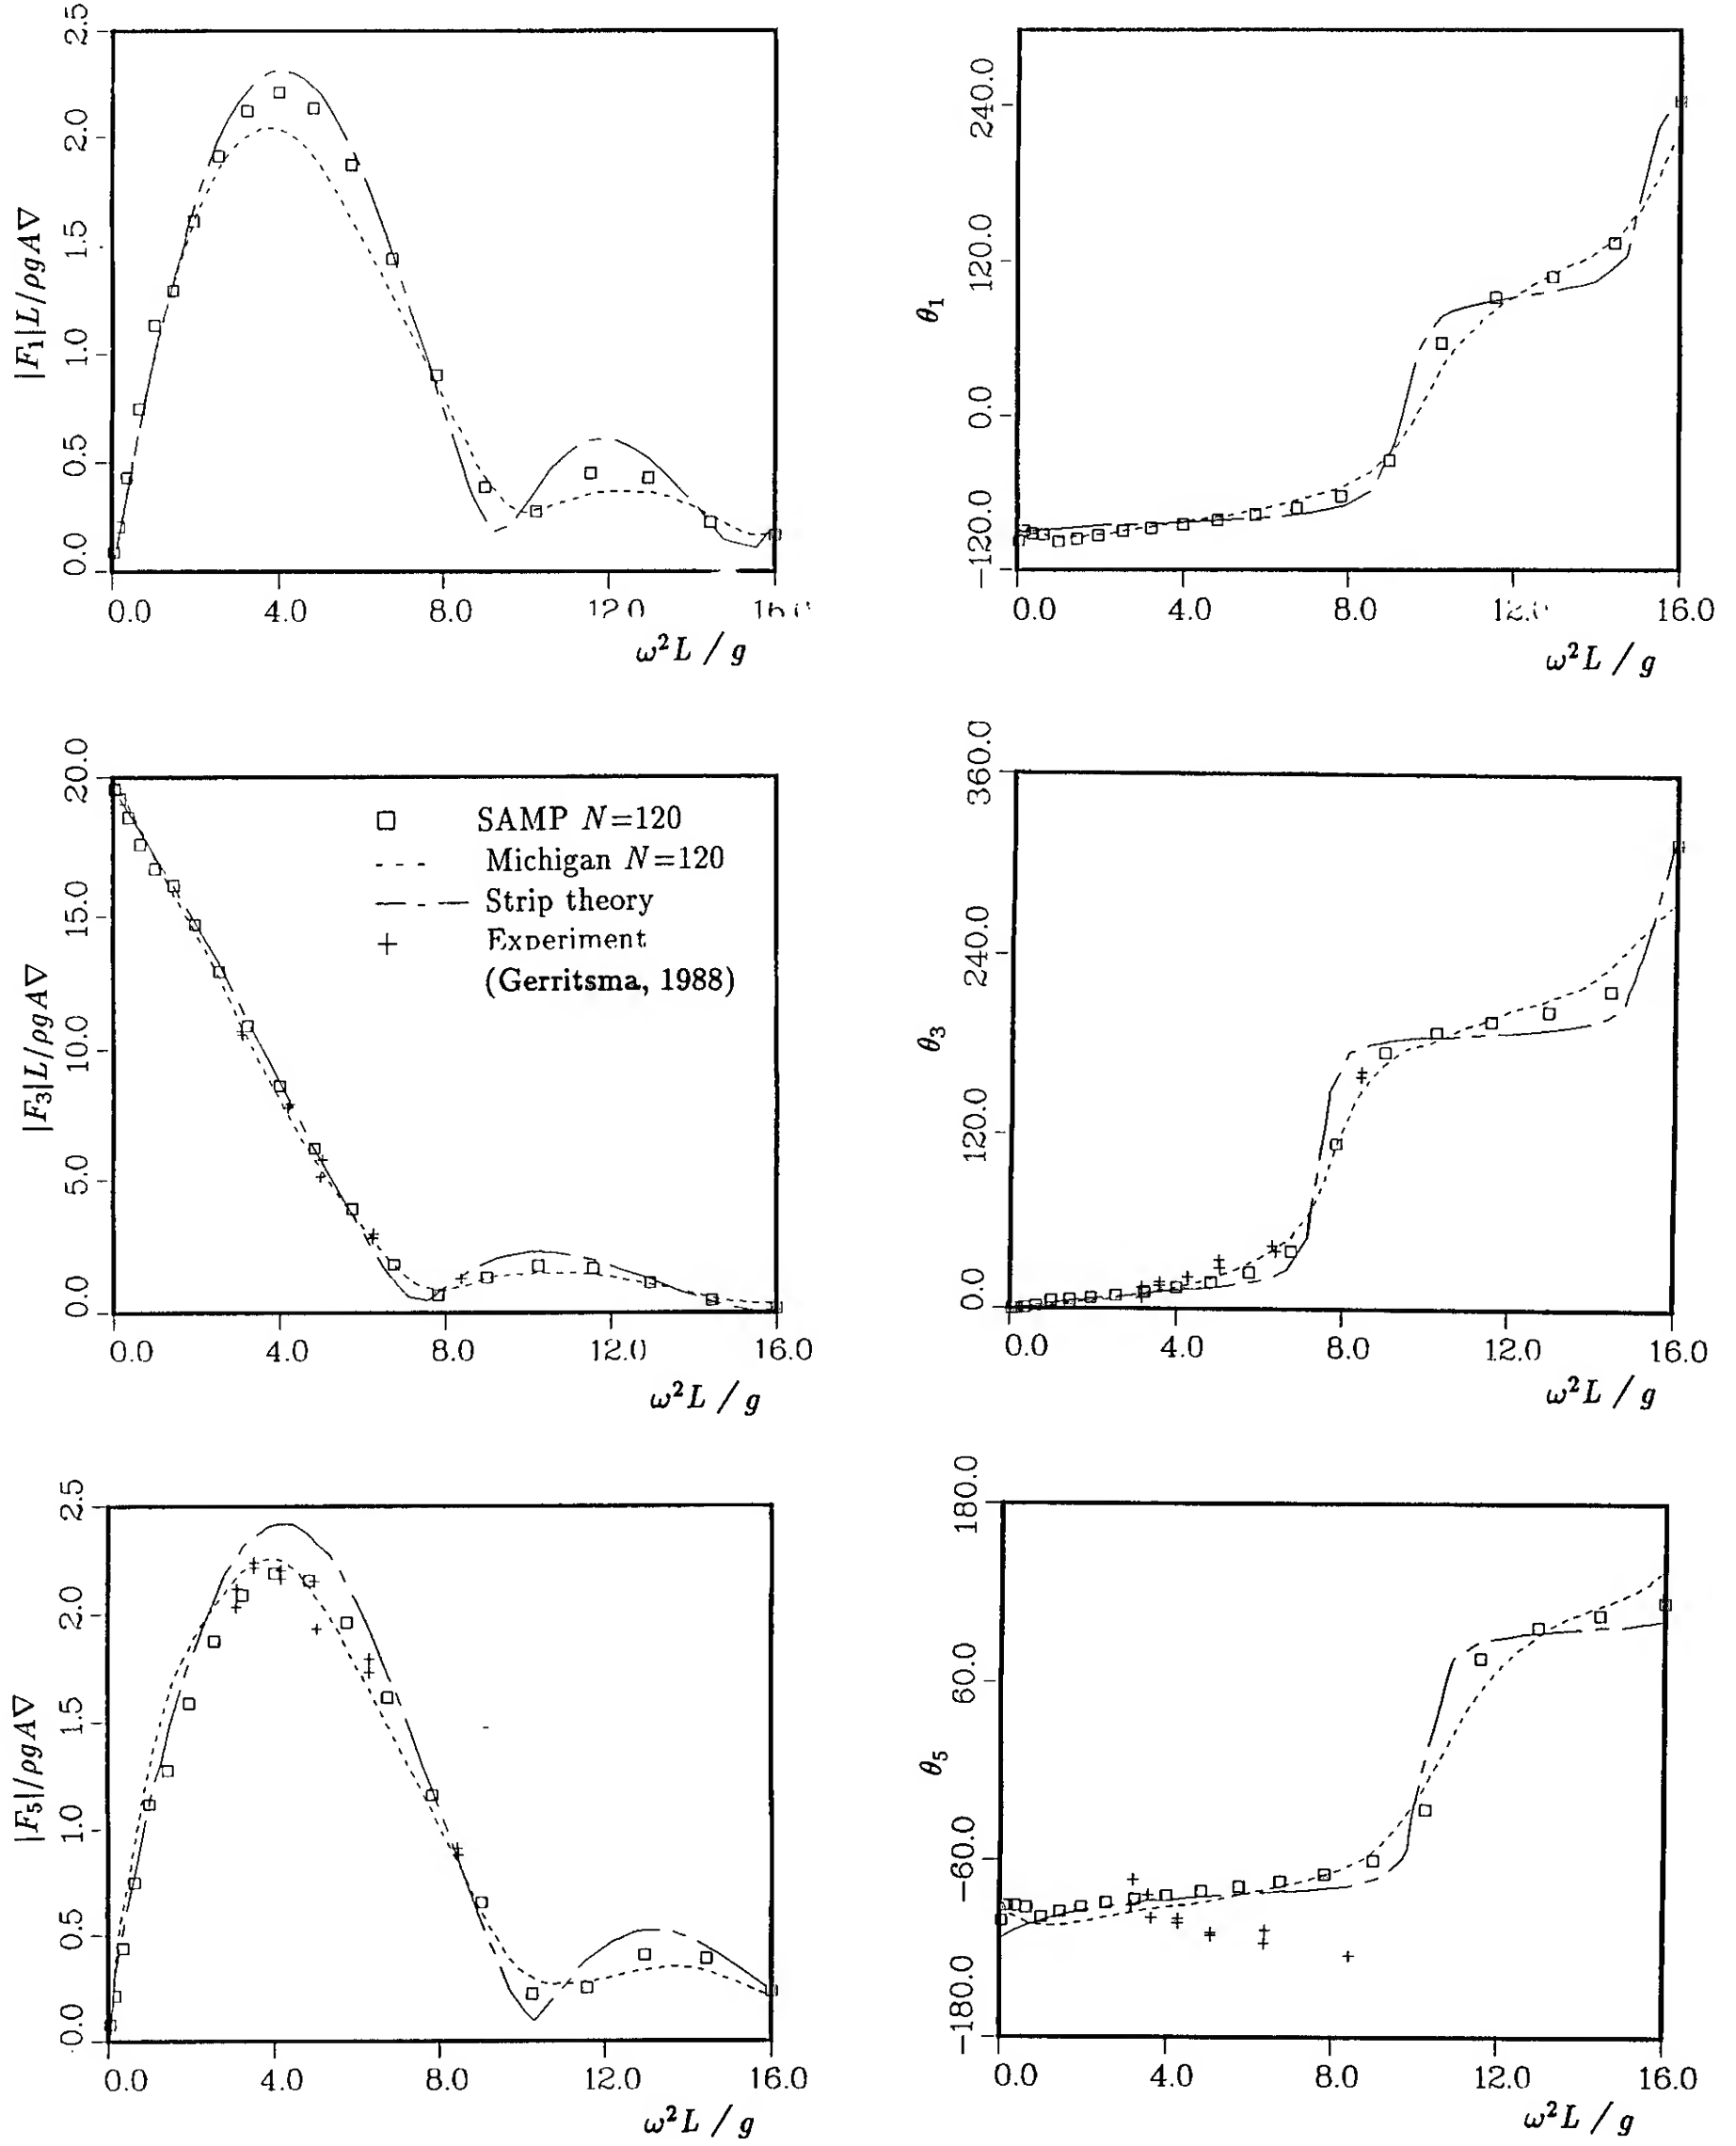 2.5
2.0
1.5
1.0
0.5
0.0
|F₁|L/ρgA∇
0.0 4.0 8.0 12.0
ω²L / g
240.0
120.0
0.0
−120.0
θ₁
0.0 4.0 8.0 16.0
ω²L / g
20.0
15.0
10.0
5.0
0.0
|F₃|L/ρgA∇
SAMP N=120
Michigan N=120
Strip theory
Experiment
(Gerritsma, 1988)
0.0 4.0 8.0 12.0 16.0
ω²L / g
360.0
240.0
120.0
0.0
θ₃
0.0 4.0 8.0 12.0 16.0
ω²L / g
2.5
2.0
1.5
1.0
0.5
0.0
|F₅|/ρgA∇
0.0 4.0 8.0 12.0 16.0
ω²L / g
180.0
60.0
−60.0
−180.0
θ₅
0.0 4.0 8.0 12.0 16.0
ω²L / g